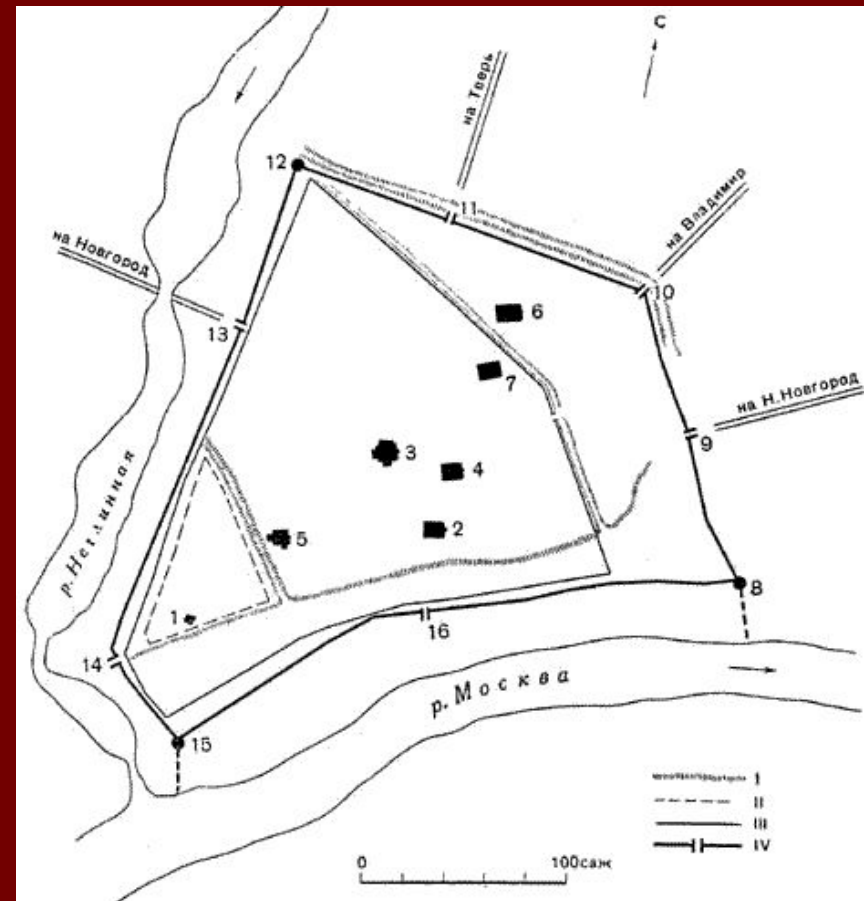 С
на Тверь
12
11
на Владимир
на Новгород
10
6
13
7
на Н.Новгород
9
3
4
р. Неглинная
5
2
1
8
16
14
р. Москва
15
I
II
III
IV
0 100саж